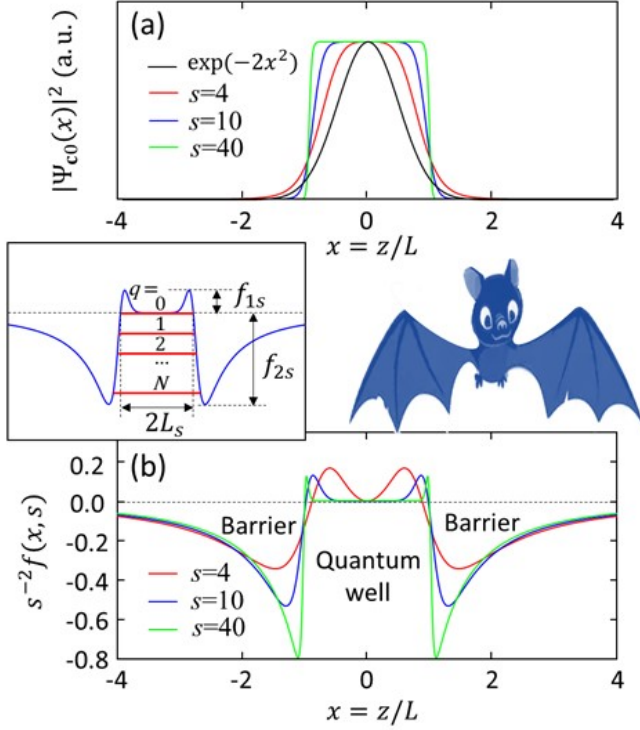 (a)
|Ψc0(x)|² (a.u.)
exp(−2x²)
s=4
s=10
s=40
-4 -2 0 2 4
x = z/L
q=
0
1
2
...
N
f1s
f2s
2Ls
(b)
s⁻²f(x,s)
0.2
0.0
-0.2
-0.4
-0.6
-0.8
Barrier Barrier
Quantum
well
s=4
s=10
s=40
-4 -2 0 2 4
x = z/L